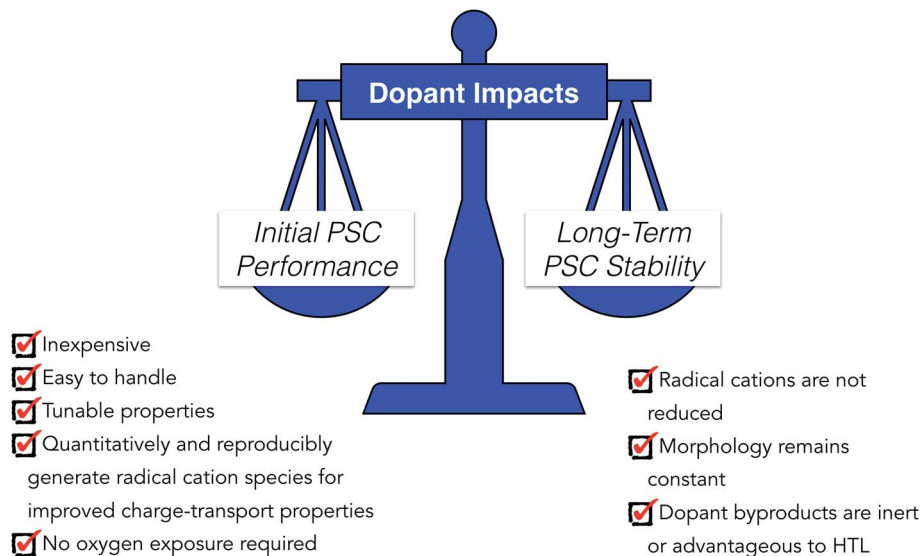 Dopant Impacts
Initial PSC
Performance
Long-Term
PSC Stability
Inexpensive
Easy to handle
Tunable properties
Quantitatively and reproducibly
generate radical cation species for
improved charge-transport properties
No oxygen exposure required
Radical cations are not
reduced
Morphology remains
constant
Dopant byproducts are inert
or advantageous to HTL